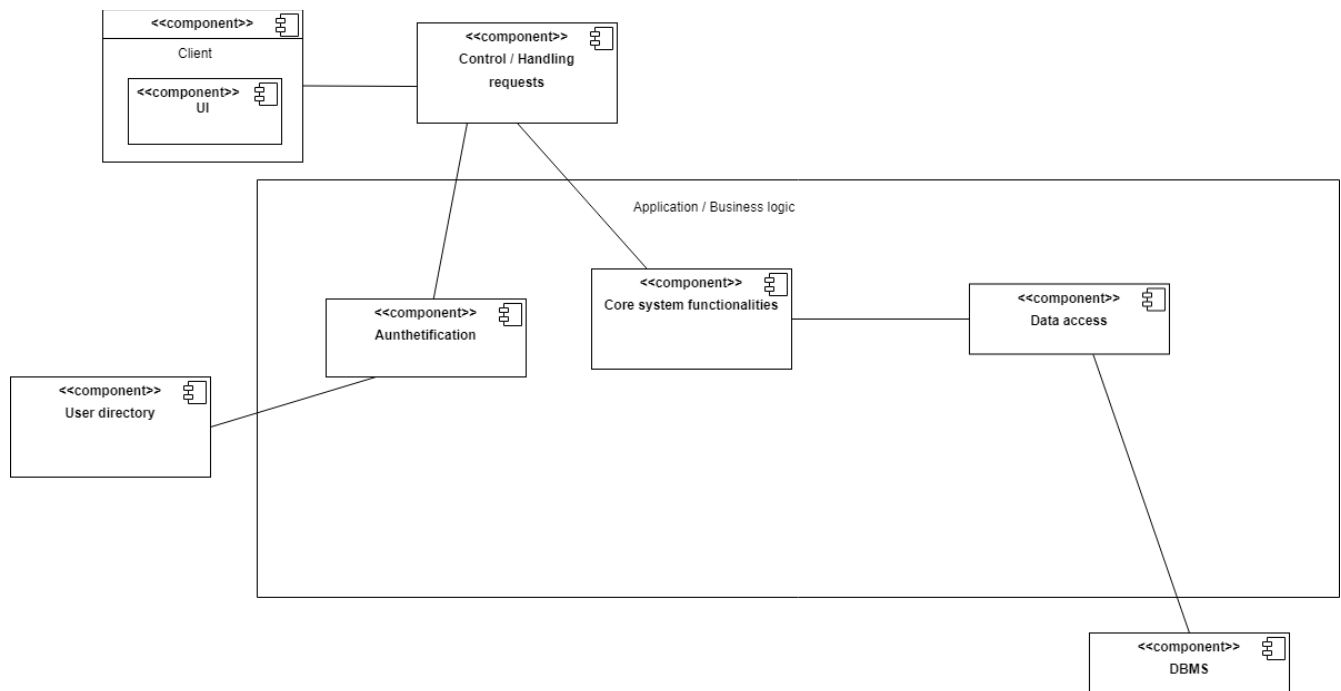 <<component>>
Client
<<component>>
UI
<<component>>
Control / Handling
requests
Application / Business logic
<<component>>
Aunthetification
<<component>>
Core system functionalities
<<component>>
Data access
<<component>>
User directory
<<component>>
DBMS